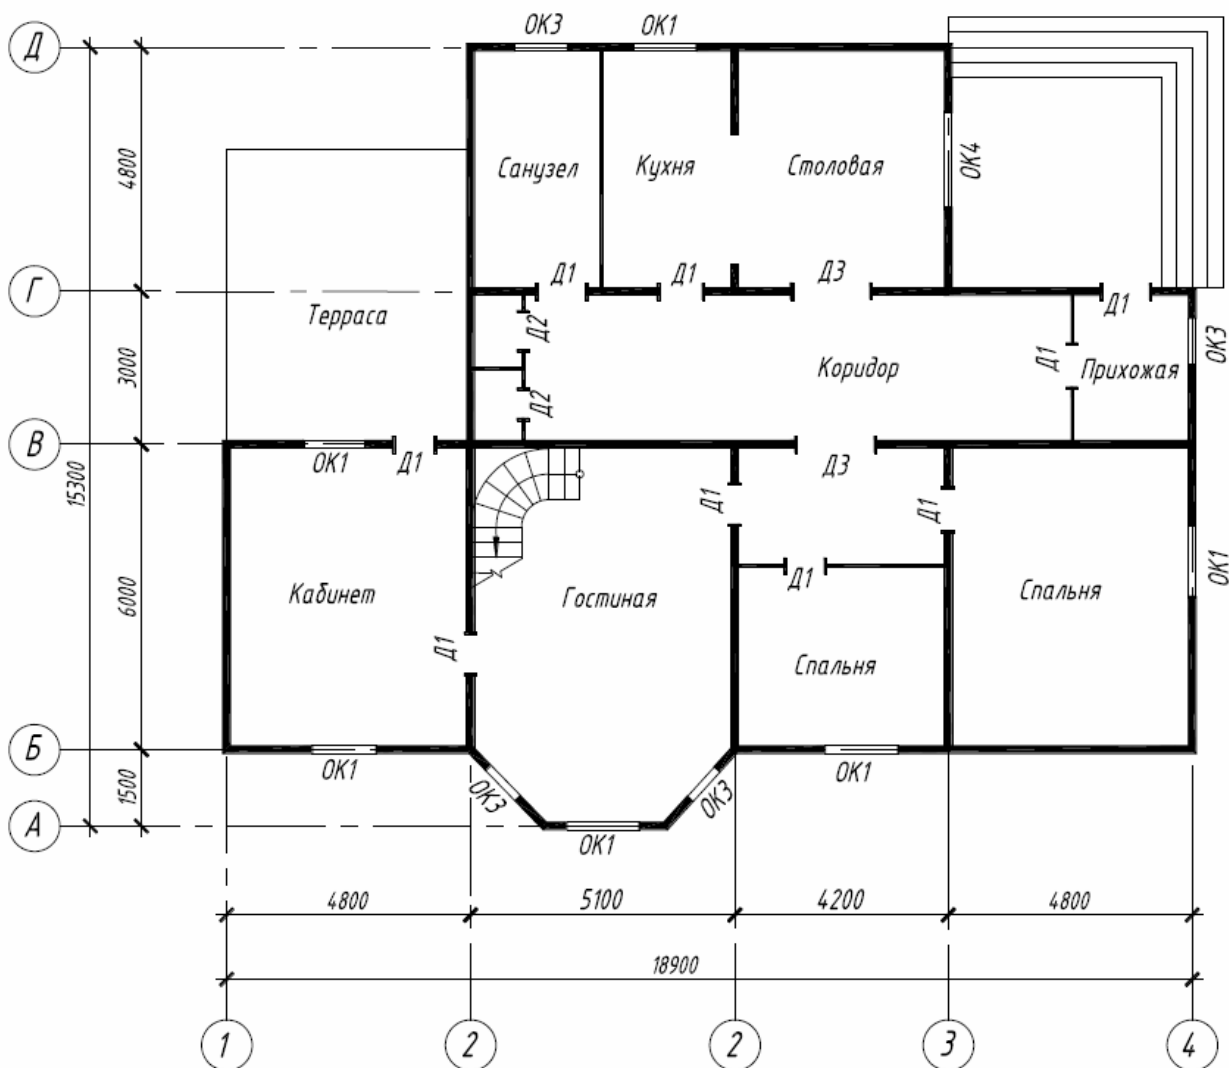 ОК3
ОК1
Д
4800
Санузел
Кухня
Столовая
ОК4
Д1
Д1
Д3
Г
Терраса
Д2
Д1
ОК3
3000
Коридор
Д1
Прихожая
Д2
В
ОК1
Д1
Д3
15300
Д1
Д1
ОК1
6000
Кабинет
Гостиная
Д1
Спальня
Д1
Спальня
Б
ОК1
ОК1
1500
ОК3
ОК3
А
ОК1
4800
5100
4200
4800
18900
1
2
2
3
4